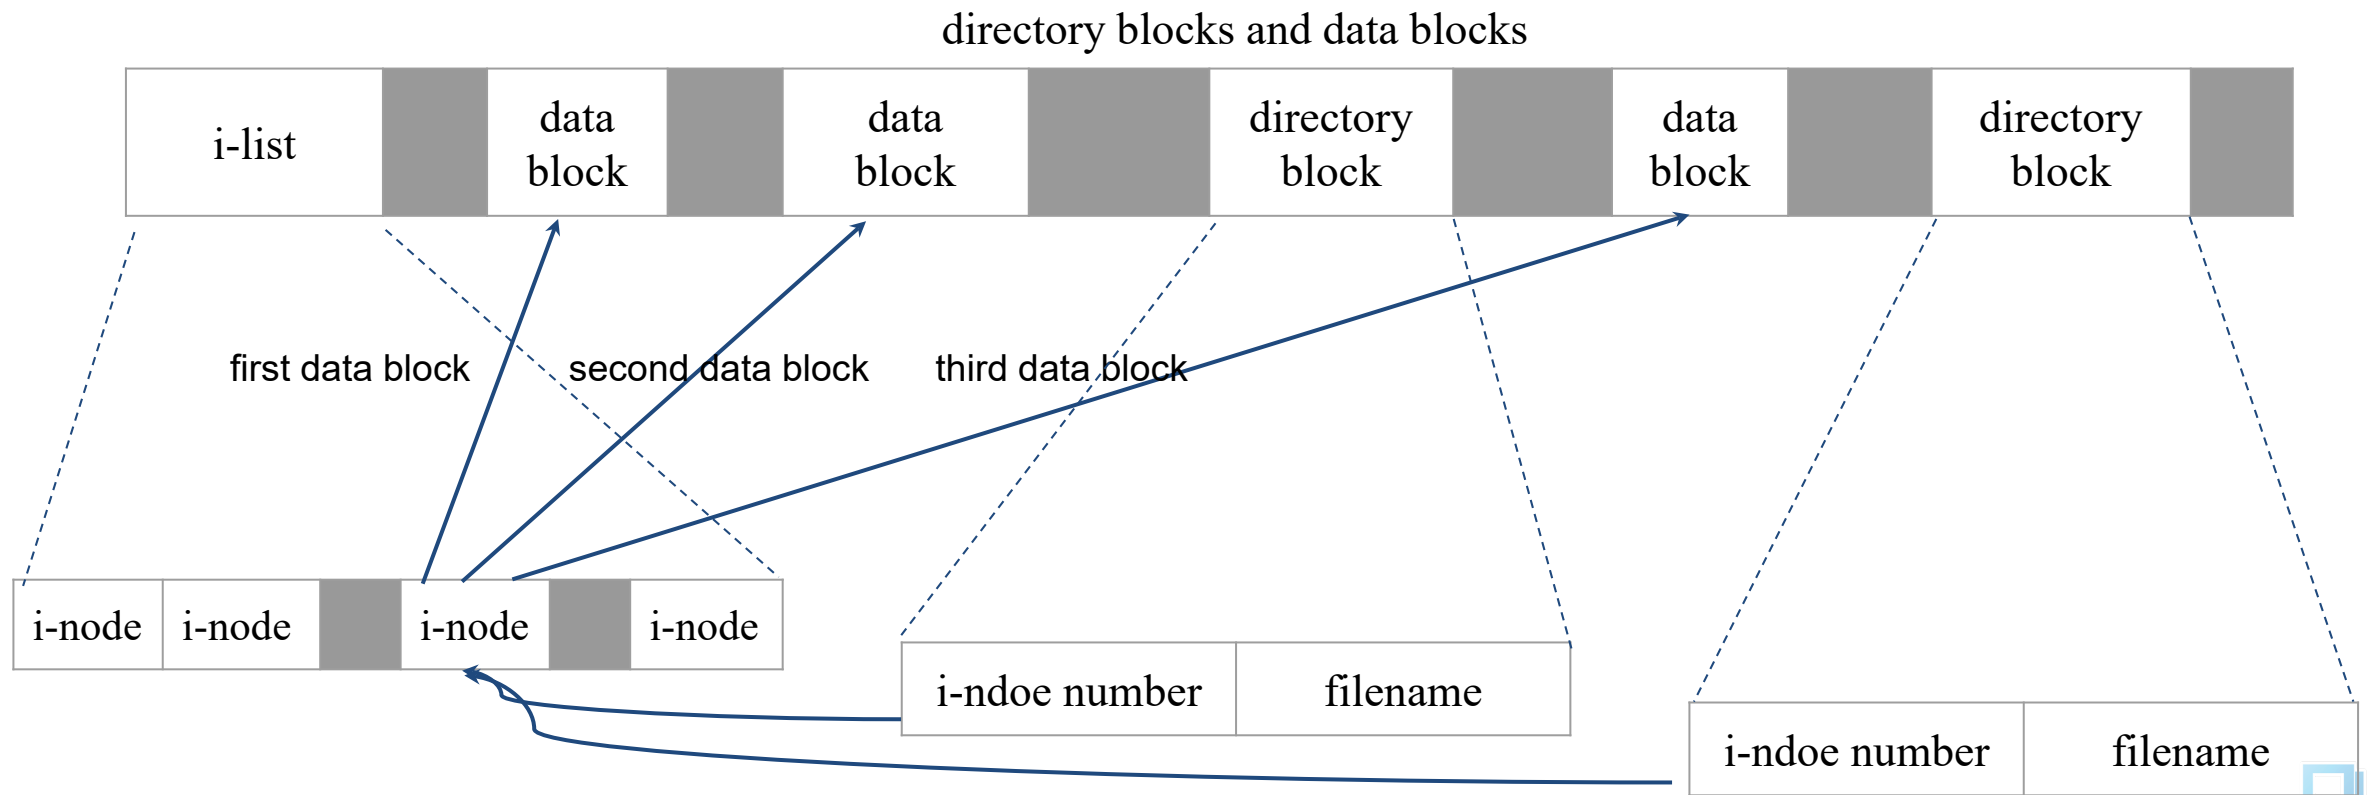 directory blocks and data blocks
i-list
data
block
data
block
directory
block
data
block
directory
block
first data block
second data block
third data block
i-node
i-node
i-node
i-node
i-ndoe number
filename
i-ndoe number
filename